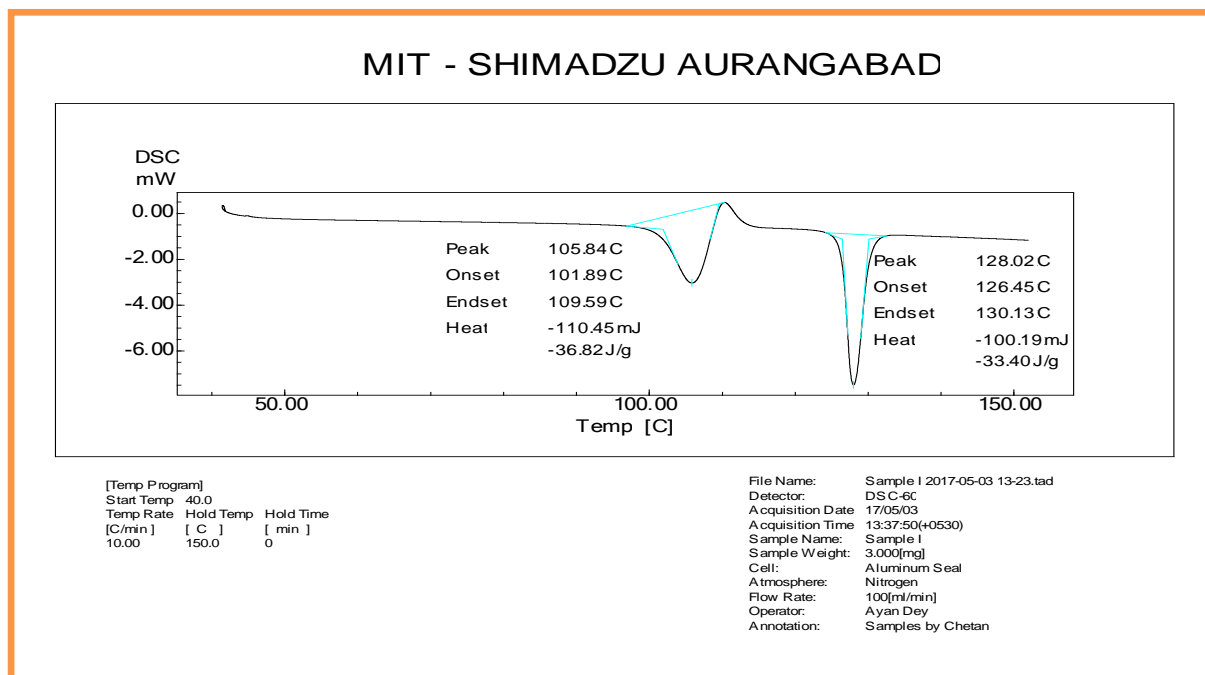 MIT - SHIMADZU AURANGABAD
DSC
mW
0.00
-2.00
-4.00
-6.00
Peak 105.84C
Onset 101.89C
Endset 109.59C
Heat -110.45mJ
-36.82J/g
Peak 128.02C
Onset 126.45C
Endset 130.13C
Heat -100.19mJ
-33.40J/g
50.00 100.00 150.00
Temp [C]
[Temp Program]
Start Temp 40.0
Temp Rate Hold Temp Hold Time
[C/min ] [ C ] [ min ]
10.00 150.0 0
File Name: Sample I 2017-05-03 13-23.tad
Detector: DSC-60
Acquisition Date 17/05/03
Acquisition Time 13:37:50(+0530)
Sample Name: Sample I
Sample Weight: 3.000[mg]
Cell: Aluminum Seal
Atmosphere: Nitrogen
Flow Rate: 100[ml/min]
Operator: Ayan Dey
Annotation: Samples by Chetan